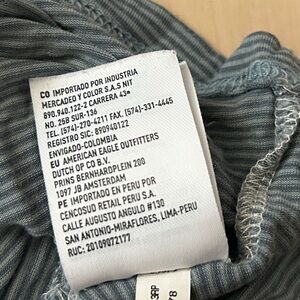 CO IMPORTADO POR INDUSTRIA
MERCADEO Y COLOR S.A.S NIT
890.940.122-2 CARRERA 43ª
NO. 25B SUR-136
TEL. (574)-270-4211 FAX. (574)-331-4445
REGISTRO SIC: 890940122
ENVIGADO-COLOMBIA
EU AMERICAN EAGLE OUTFITTERS
DUTCH OP CO B.V.
PRINS BERNHARDPLEIN 200
1097 JB AMSTERDAM
PE IMPORTADO EN PERU POR
CENCOSUD RETAIL PERU S.A.
CALLE AUGUSTO ANGULO #130
SAN ANTONIO-MIRAFLORES, LIMA-PERU
RUC: 20109072177